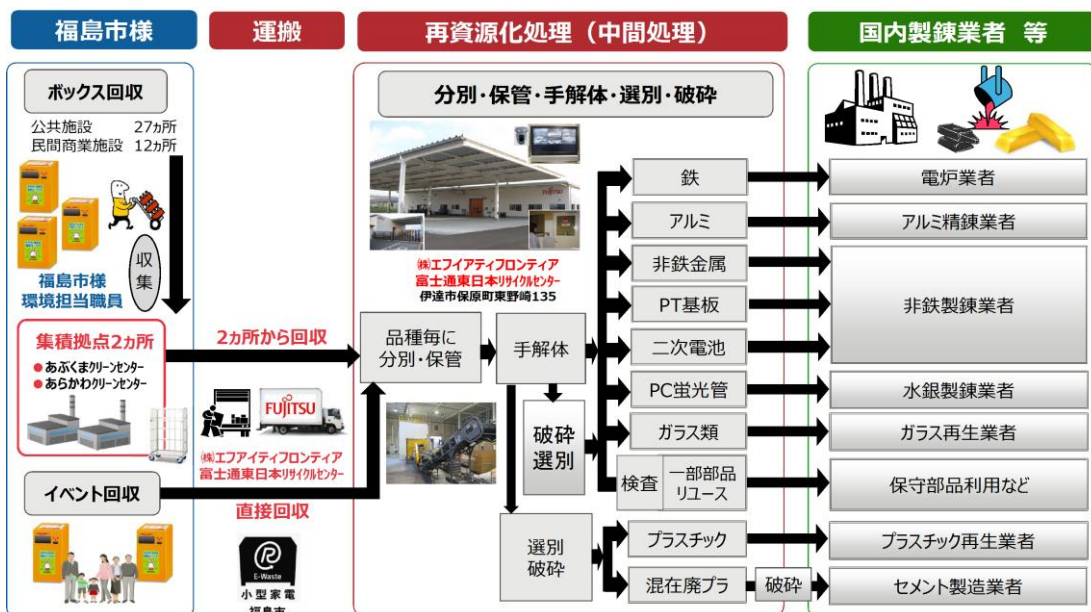 福島市様
運搬
再資源化処理（中間処理）
国内製錬業者 等
ボックス回収
公共施設 27ヵ所
民間商業施設 12ヵ所
収集
福島市様
環境担当職員
集積拠点2ヵ所
●あぶくまクリーンセンター
●あらかわクリーンセンター
イベント回収
2ヵ所から回収
FUJITSU
㈱エフアイティフロンティア
富士通東日本リサイクルセンター
直接回収
R
E-Waste
小型家電
福島市
分別・保管・手解体・選別・破砕
FUJITSU
㈱エフイアティフロンティア
富士通東日本リサイクルセンター
伊達市保原町東野崎135
品種毎に
分別・保管
手解体
破砕
選別
選別
破砕
鉄
アルミ
非鉄金属
PT基板
二次電池
PC蛍光管
ガラス類
検査
一部部品
リユース
プラスチック
混在廃プラ
破砕
電炉業者
アルミ精錬業者
非鉄製錬業者
水銀製錬業者
ガラス再生業者
保守部品利用など
プラスチック再生業者
セメント製造業者